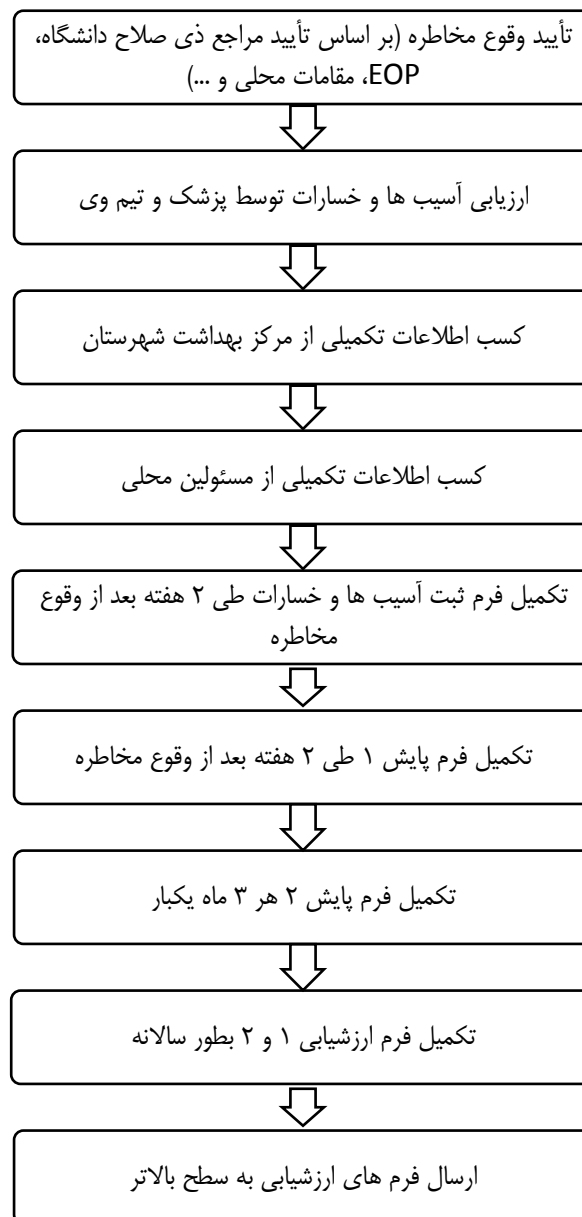 تأیید وقوع مخاطره (بر اساس تأیید مراجع ذی صلاح دانشگاه،
EOP، مقامات محلی و ...)
ارزیابی آسیب ها و خسارات توسط پزشک و تیم وی
کسب اطلاعات تکمیلی از مرکز بهداشت شهرستان
کسب اطلاعات تکمیلی از مسئولین محلی
تکمیل فرم ثبت آسیب ها و خسارات طی ۲ هفته بعد از وقوع
مخاطره
تکمیل فرم پایش ۱ طی ۲ هفته بعد از وقوع مخاطره
تکمیل فرم پایش ۲ هر ۳ ماه یکبار
تکمیل فرم ارزشیابی ۱ و ۲ بطور سالانه
ارسال فرم های ارزشیابی به سطح بالاتر